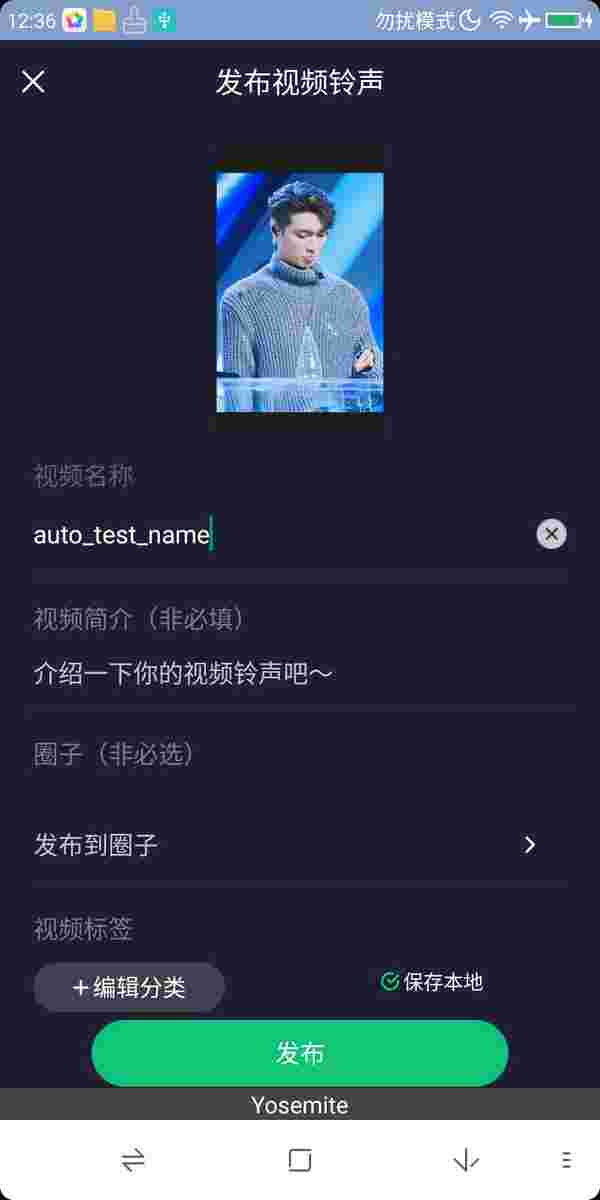 12:36 勿扰模式
发布视频铃声
视频名称
auto_test_name
视频简介（非必填）
介绍一下你的视频铃声吧～
圈子（非必选）
发布到圈子
视频标签
+编辑分类 保存本地
发布
Yosemite